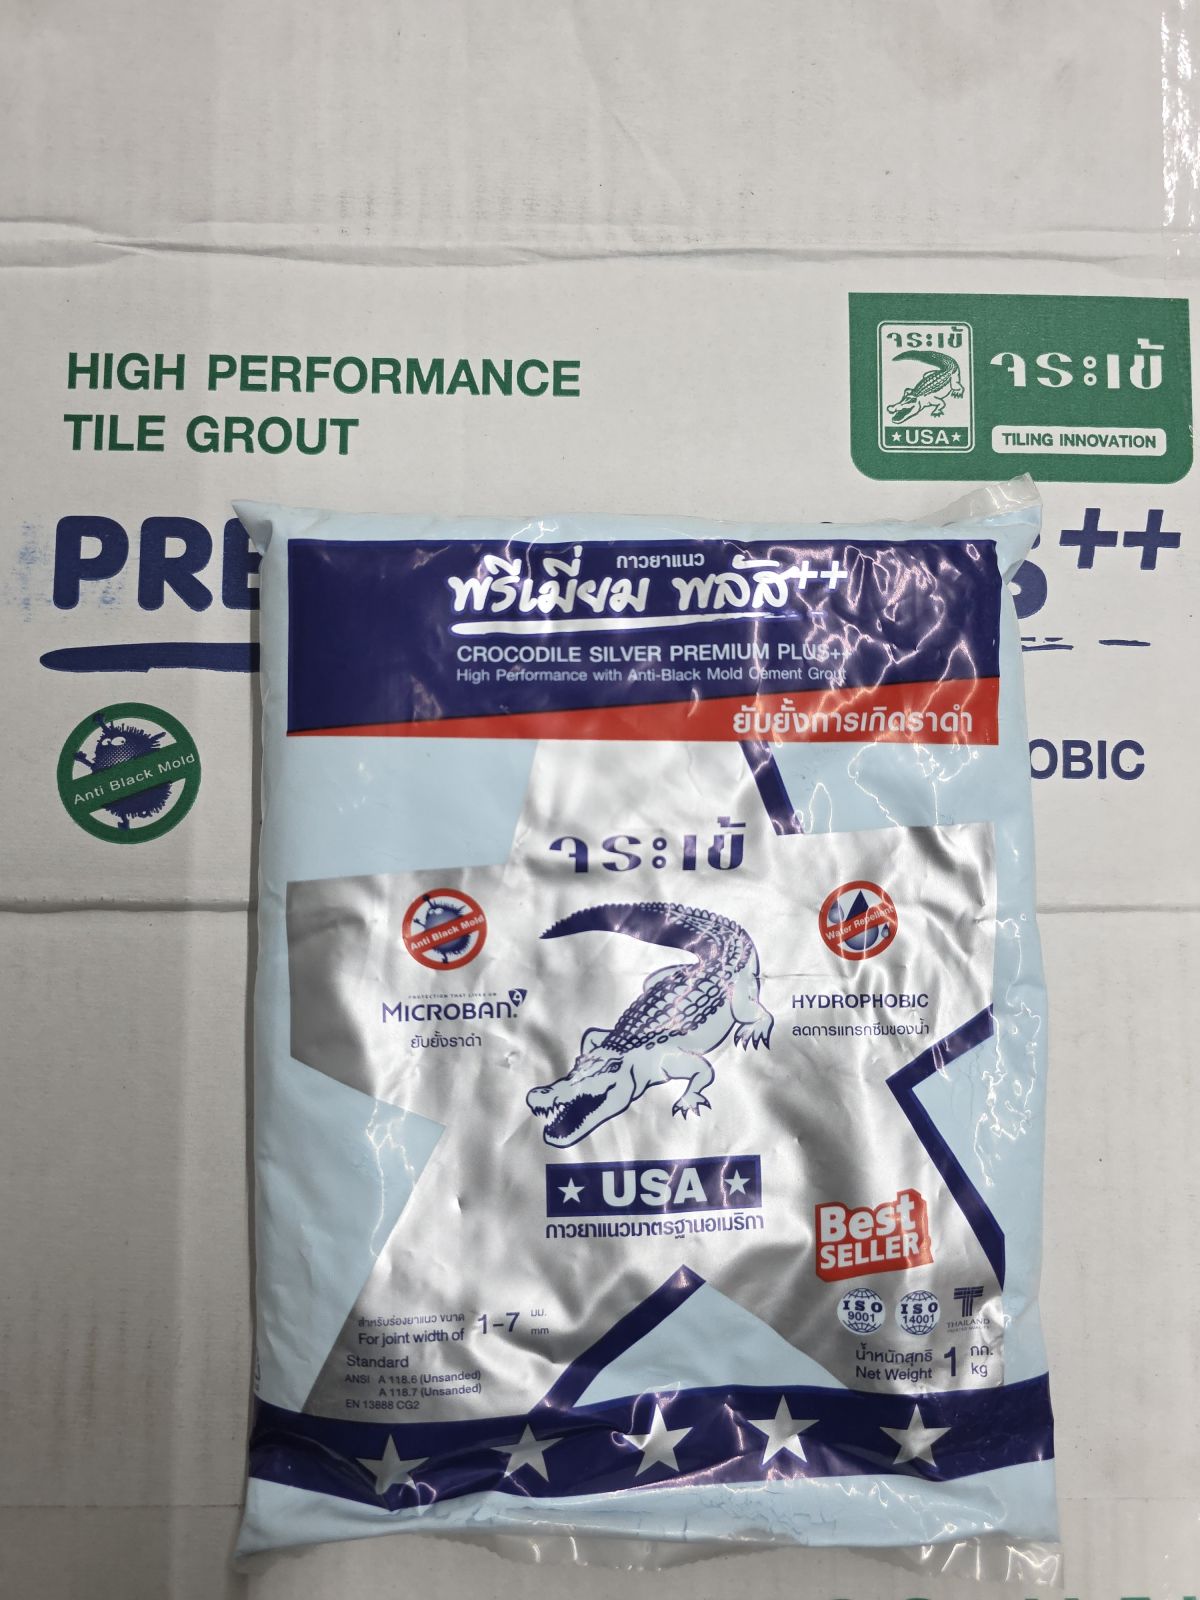 HIGH PERFORMANCE
TILE GROUT
จระเข้
★USA★
จระเข้
TILING INNOVATION
PRE
S++
Anti Black Mold
OBIC
กาวยาแนว
พรีเมี่ยม พลัส++
CROCODILE SILVER PREMIUM PLUS++
High Performance with Anti-Black Mold Cement Grout
ยับยั้งการเกิดราดำ
จระเข้
Anti Black Mold
Water Repellent
PROTECTION THAT LIVES ON
MICROBAN
ยับยั้งราดำ
HYDROPHOBIC
ลดการแทรกซึมของน้ำ
★ USA ★
กาวยาแนวมาตรฐานอเมริกา
Best
SELLER
ISO
9001
ISO
14001
THAILAND
สำหรับร่องยาแนว ขนาด 1-7 มม.
For joint width of mm
Standard
ANSI A 118.6 (Unsanded)
A 118.7 (Unsanded)
EN 13888 CG2
น้ำหนักสุทธิ 1 กก.
Net Weight kg